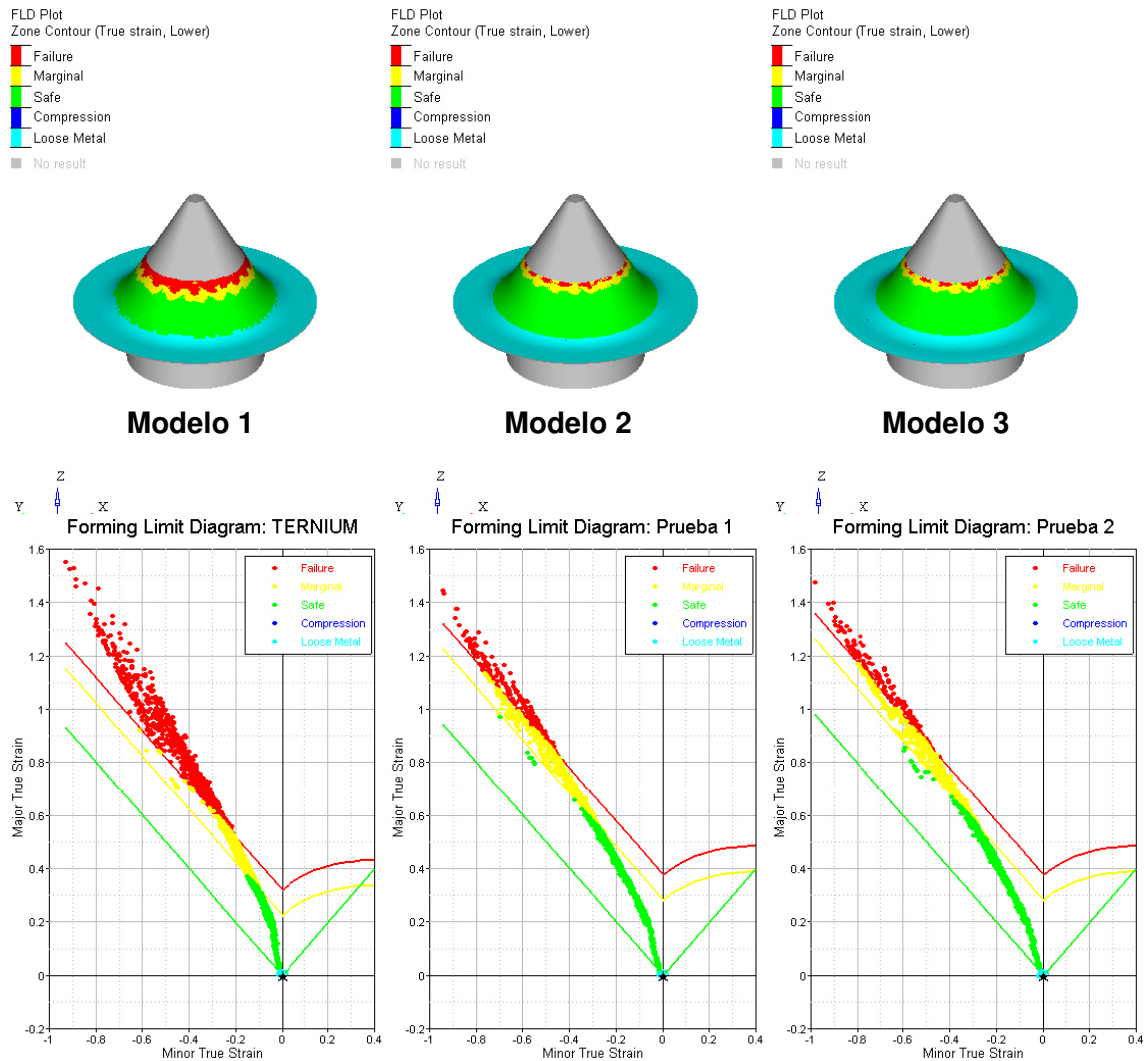 FLD Plot
Zone Contour (True strain, Lower)
Failure
Marginal
Safe
Compression
Loose Metal
No result
Modelo 1
FLD Plot
Zone Contour (True strain, Lower)
Failure
Marginal
Safe
Compression
Loose Metal
No result
Modelo 2
FLD Plot
Zone Contour (True strain, Lower)
Failure
Marginal
Safe
Compression
Loose Metal
No result
Modelo 3
Z
Y X
Forming Limit Diagram: TERNIUM
Failure
Marginal
Safe
Compression
Loose Metal
1.6
1.4
1.2
1
0.8
0.6
0.4
0.2
0
-0.2
Major True Strain
-1 -0.8 -0.6 -0.4 -0.2 0 0.2 0.4
Minor True Strain
Z
Y X
Forming Limit Diagram: Prueba 1
Failure
Marginal
Safe
Compression
Loose Metal
1.6
1.4
1.2
1
0.8
0.6
0.4
0.2
0
-0.2
Major True Strain
-1 -0.8 -0.6 -0.4 -0.2 0 0.2 0.4
Minor True Strain
Z
Y X
Forming Limit Diagram: Prueba 2
Failure
Marginal
Safe
Compression
Loose Metal
1.6
1.4
1.2
1
0.8
0.6
0.4
0.2
0
-0.2
Major True Strain
-1 -0.8 -0.6 -0.4 -0.2 0 0.2 0.4
Minor True Strain